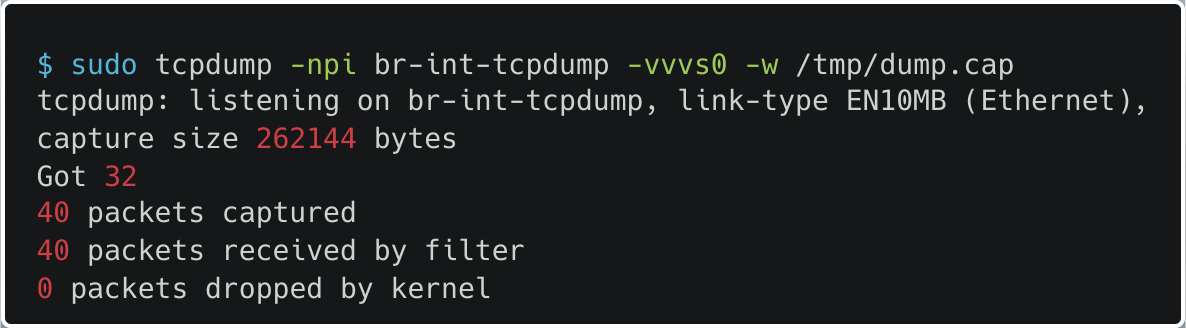 $ sudo tcpdump -npi br-int-tcpdump -vvvs0 -w /tmp/dump.cap
tcpdump: listening on br-int-tcpdump, link-type EN10MB (Ethernet),
capture size 262144 bytes
Got 32
40 packets captured
40 packets received by filter
0 packets dropped by kernel